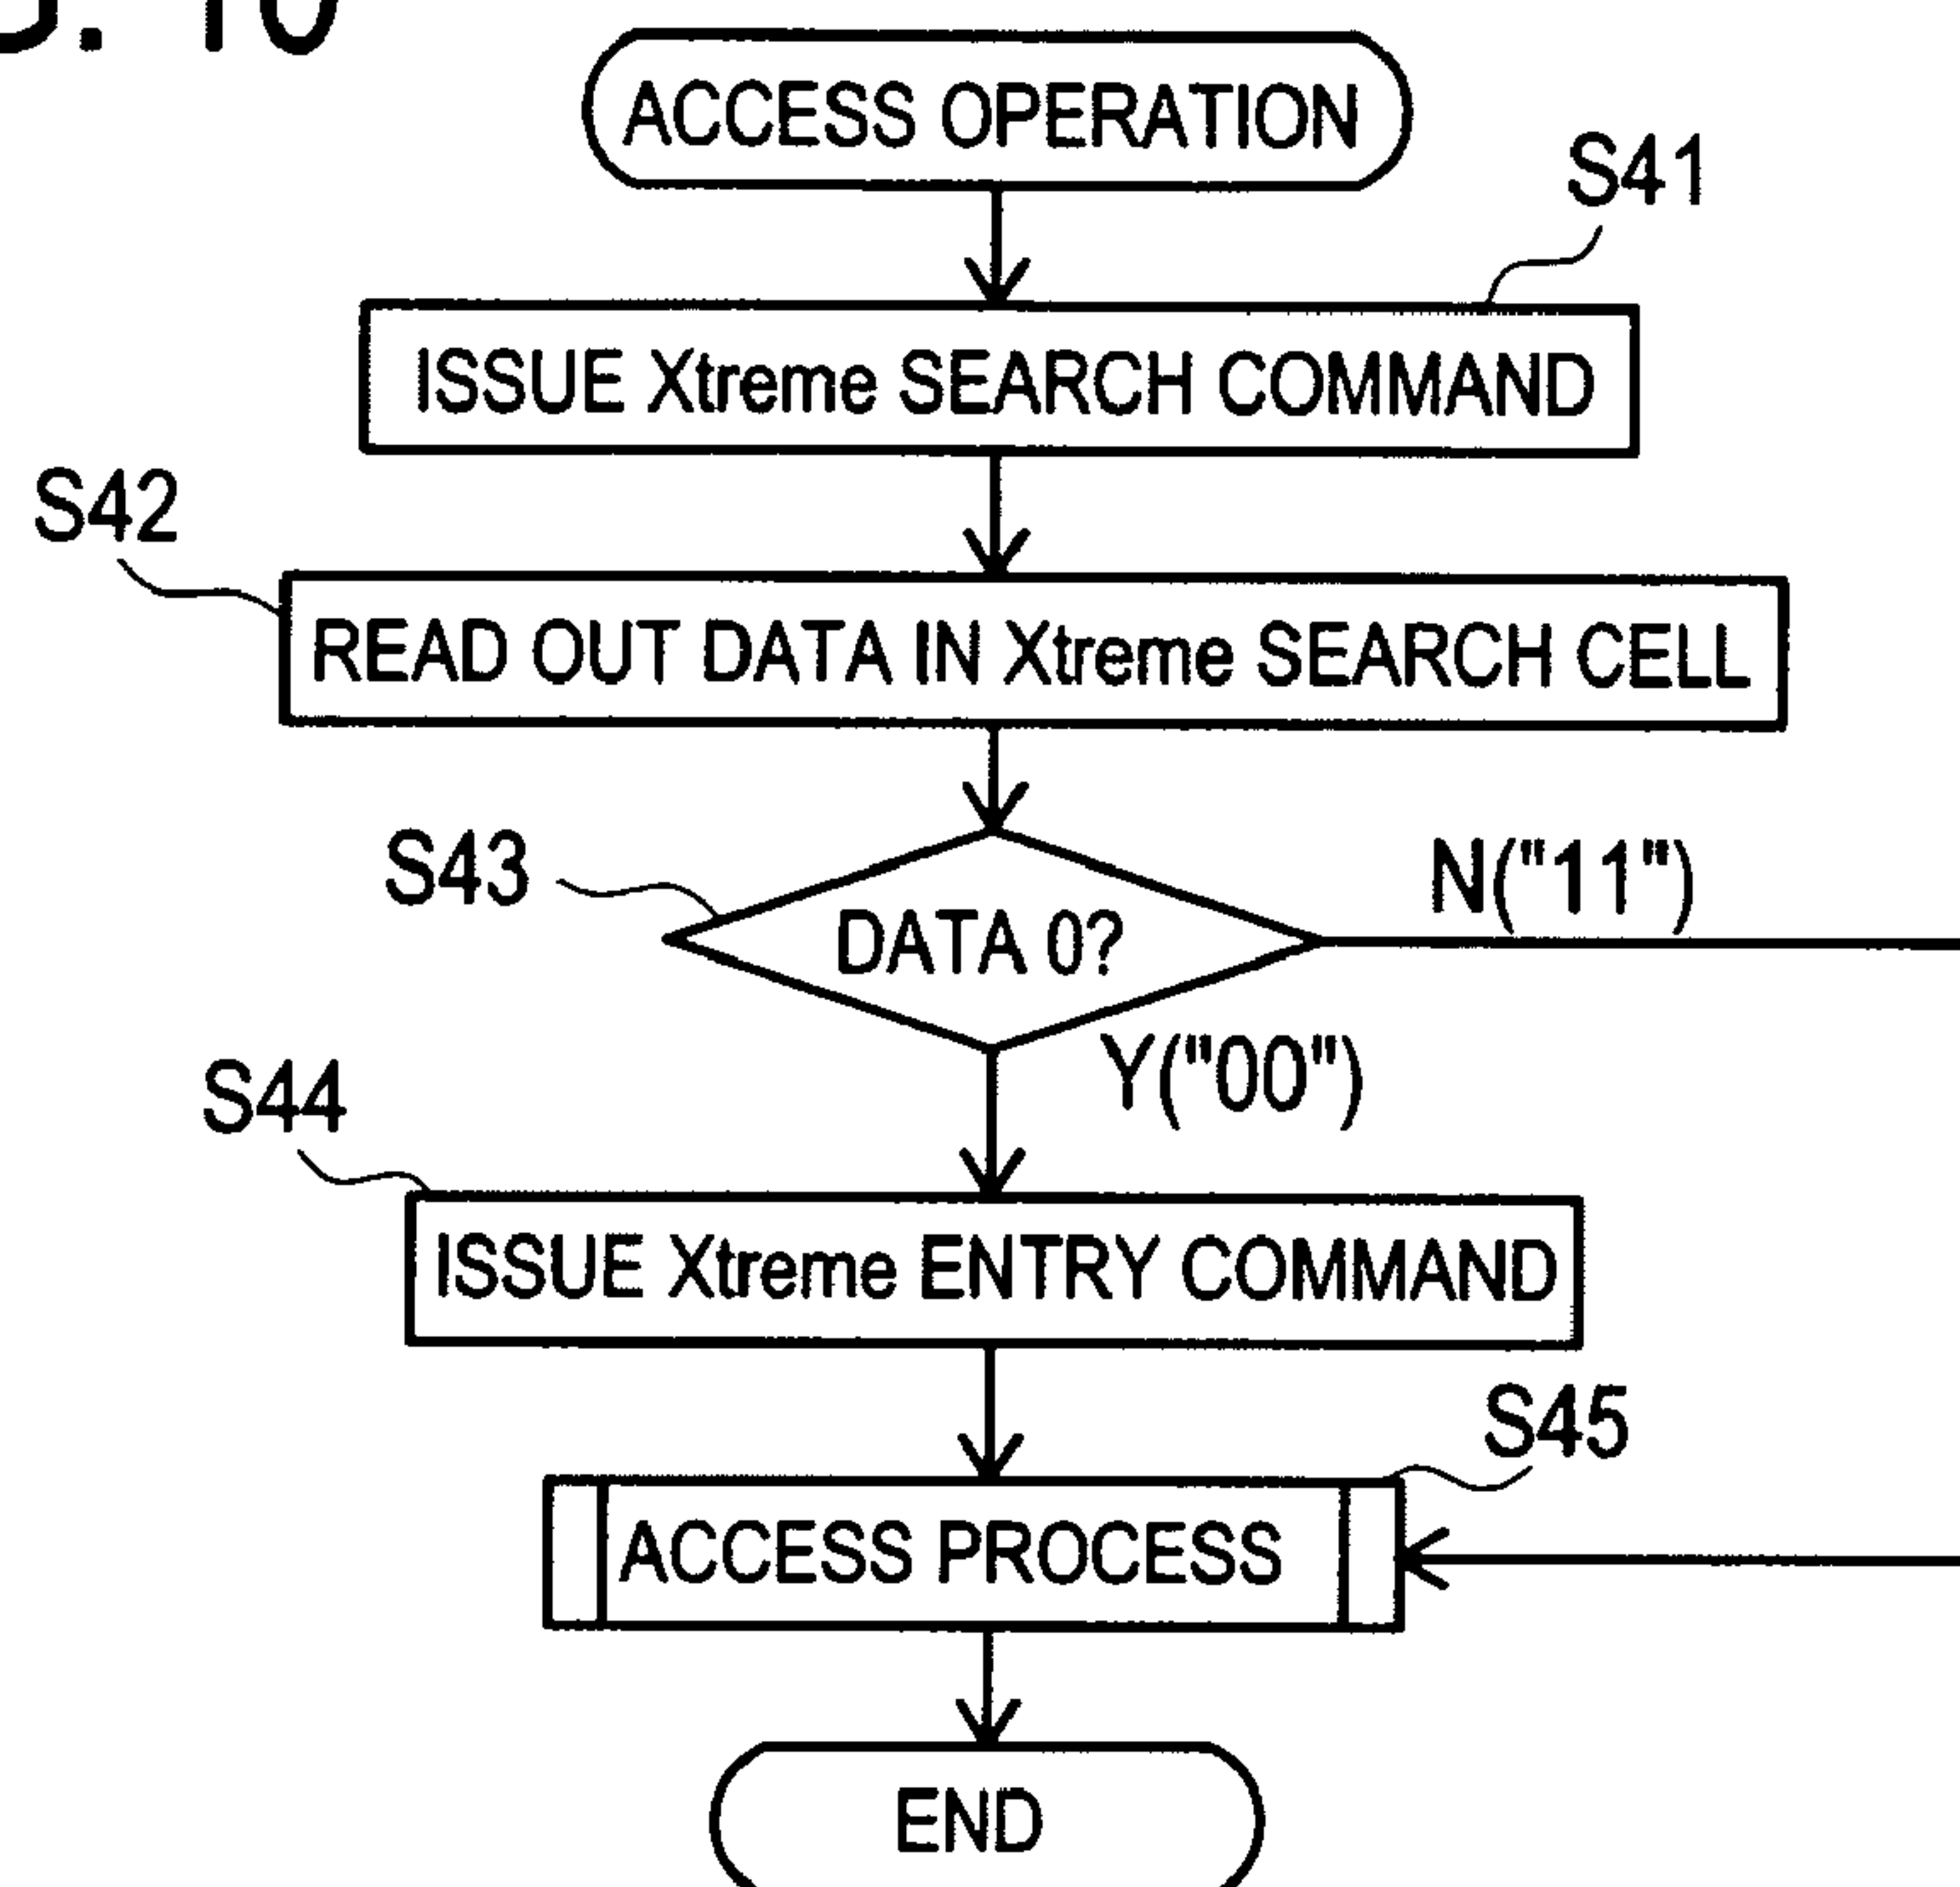 . 10
ACCESS OPERATION
S41
ISSUE Xtreme SEARCH COMMAND
S42
READ OUT DATA IN Xtreme SEARCH CELL
S43
DATA 0?
N("11")
Y("00")
S44
ISSUE Xtreme ENTRY COMMAND
S45
ACCESS PROCESS
END